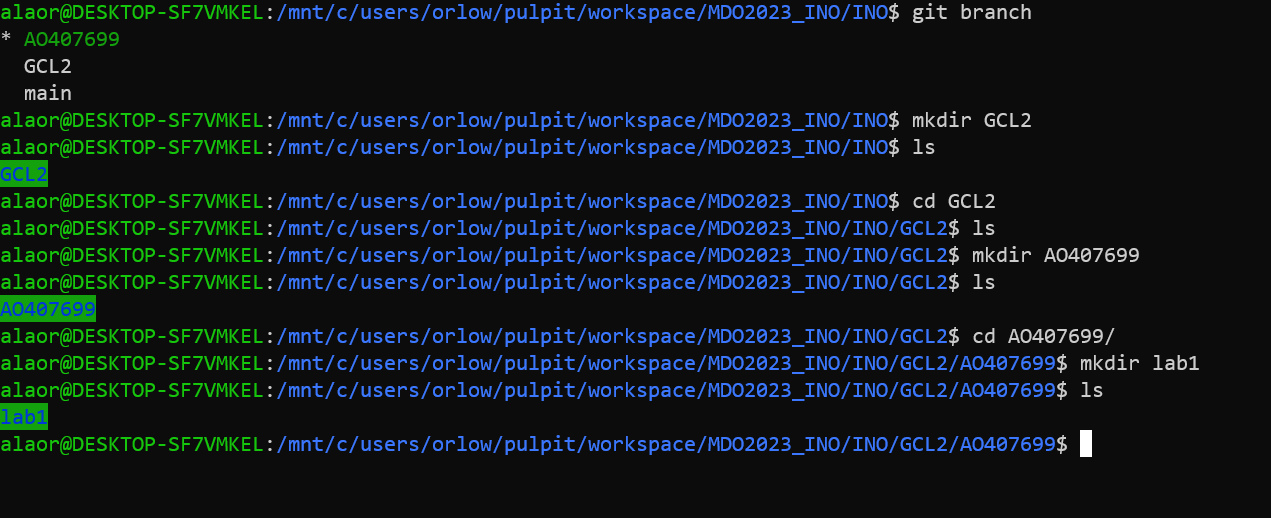 alaor@DESKTOP-SF7VMKEL:/mnt/c/users/orlow/pulpit/workspace/MDO2023_INO/INO$ git branch
* AO407699
  GCL2
  main
alaor@DESKTOP-SF7VMKEL:/mnt/c/users/orlow/pulpit/workspace/MDO2023_INO/INO$ mkdir GCL2
alaor@DESKTOP-SF7VMKEL:/mnt/c/users/orlow/pulpit/workspace/MDO2023_INO/INO$ ls
GCL2
alaor@DESKTOP-SF7VMKEL:/mnt/c/users/orlow/pulpit/workspace/MDO2023_INO/INO$ cd GCL2
alaor@DESKTOP-SF7VMKEL:/mnt/c/users/orlow/pulpit/workspace/MDO2023_INO/INO/GCL2$ ls
alaor@DESKTOP-SF7VMKEL:/mnt/c/users/orlow/pulpit/workspace/MDO2023_INO/INO/GCL2$ mkdir AO407699
alaor@DESKTOP-SF7VMKEL:/mnt/c/users/orlow/pulpit/workspace/MDO2023_INO/INO/GCL2$ ls
AO407699
alaor@DESKTOP-SF7VMKEL:/mnt/c/users/orlow/pulpit/workspace/MDO2023_INO/INO/GCL2$ cd AO407699/
alaor@DESKTOP-SF7VMKEL:/mnt/c/users/orlow/pulpit/workspace/MDO2023_INO/INO/GCL2/AO407699$ mkdir lab1
alaor@DESKTOP-SF7VMKEL:/mnt/c/users/orlow/pulpit/workspace/MDO2023_INO/INO/GCL2/AO407699$ ls
lab1
alaor@DESKTOP-SF7VMKEL:/mnt/c/users/orlow/pulpit/workspace/MDO2023_INO/INO/GCL2/AO407699$